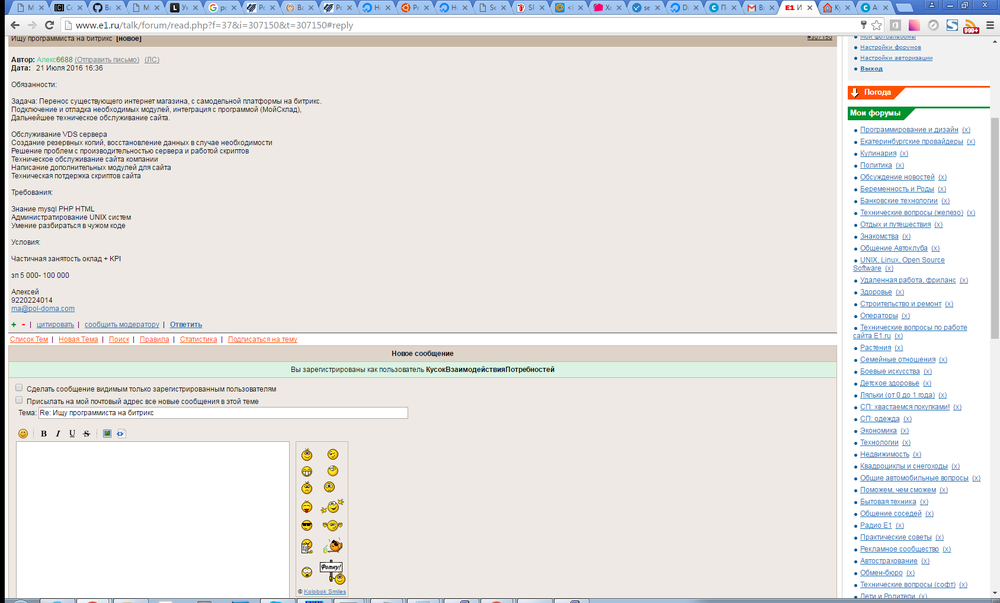 www.e1.ru/talk/forum/read.php?f=37&i=307150&t=307150#reply
Ищу программиста на битрикс [новое]
#307150
Автор: Алекс6688 (Отправить письмо) (ЛС)
Дата: 21 Июля 2016 16:36
Обязанности:
Задача: Перенос существующего интернет магазина, с самодельной платформы на битрикс.
Подключение и отладка необходимых модулей, интеграция с программой (МойСклад),
Дальнейшее техническое обслуживание сайта.
Обслуживание VDS сервера
Создание резервных копий, восстановление данных в случае необходимости
Решение проблем с производительностью сервера и работой скриптов
Техническое обслуживание сайта компании
Написание дополнительных модулей для сайта
Техническая потдержка скриптов сайта
Требования:
Знание mysql PHP HTML
Администратирование UNIX систем
Умение разбираться в чужом коде
Условия:
Частичная занятость оклад + KPI
зп 5 000- 100 000
Алексей
9220224014
ma@pol-doma.com
+ - | цитировать | сообщить модератору | Ответить
Список Тем | Новая Тема | Поиск | Правила | Статистика | Подписаться на тему
Новое сообщение
Вы зарегистрированы как пользователь КусокВзаимодействияПотребностей
Сделать сообщение видимым только зарегистрированным пользователям
Присылать на мой почтовый адрес все новые сообщения в этой теме
Тема: Re: Ищу программиста на битрикс
B I U S
© Kolobok Smiles
Настройки форумов
Настройки авторизации
Выход
Погода
Мои форумы
Программирование и дизайн (x)
Екатеринбургские провайдеры (x)
Кулинария (x)
Политика (x)
Обсуждение новостей (x)
Беременность и Роды (x)
Банковские технологии (x)
Технические вопросы (железо) (x)
Отдых и путешествия (x)
Знакомства (x)
Общение Автоклуба (x)
UNIX, Linux, Open Source
Software (x)
Удаленная работа, фриланс (x)
Здоровье (x)
Строительство и ремонт (x)
Операторы (x)
Технические вопросы по работе
сайта E1.ru (x)
Растения (x)
Семейные отношения (x)
Боевые искусства (x)
Детское здоровье (x)
Ляльки (от 0 до 1 года) (x)
СП: хвастаемся покупками! (x)
СП: одежда (x)
Экономика (x)
Технологии (x)
Недвижимость (x)
Квадроциклы и снегоходы (x)
Общие автомобильные вопросы (x)
Поможем, чем сможем (x)
Бытовая техника (x)
Общение соседей (x)
Радио Е1 (x)
Практические советы (x)
Рекламное сообщество (x)
Автострахование (x)
Обмен-бюро (x)
Технические вопросы (софт) (x)
Дети и Родители (x)